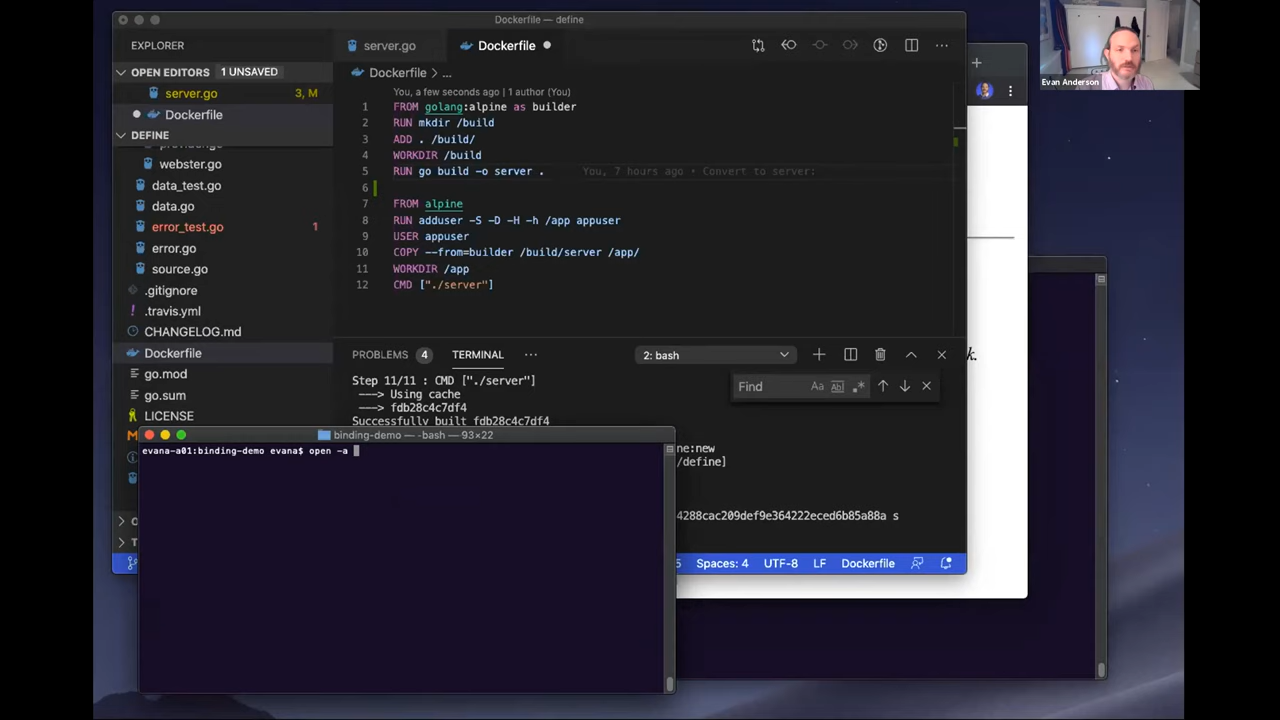 Dockerfile — define
EXPLORER
OPEN EDITORS
1 UNSAVED
server.go
3, M
Dockerfile
DEFINE
webster.go
data_test.go
data.go
error_test.go
1
error.go
source.go
.gitignore
.travis.yml
CHANGELOG.md
Dockerfile
go.mod
go.sum
LICENSE
server.go
Dockerfile
Dockerfile > ...
You, a few seconds ago | 1 author (You)
1 FROM golang:alpine as builder
2 RUN mkdir /build
3 ADD . /build/
4 WORKDIR /build
5 RUN go build -o server . You, 7 hours ago • Convert to server:
6
7 FROM alpine
8 RUN adduser -S -D -H -h /app appuser
9 USER appuser
10 COPY --from=builder /build/server /app/
11 WORKDIR /app
12 CMD ["./server"]
PROBLEMS 4 TERMINAL ...
2: bash
Find
Aa Ab .*
Step 11/11 : CMD ["./server"]
---> Using cache
---> fdb28c4c7df4
Successfully built fdb28c4c7df4
ne:new
/define]
4288cac209def9e364222eced6b85a88a s
5 Spaces: 4 UTF-8 LF Dockerfile
binding-demo — -bash — 93×22
evana-a01:binding-demo evana$ open -a
k.
Evan Anderson